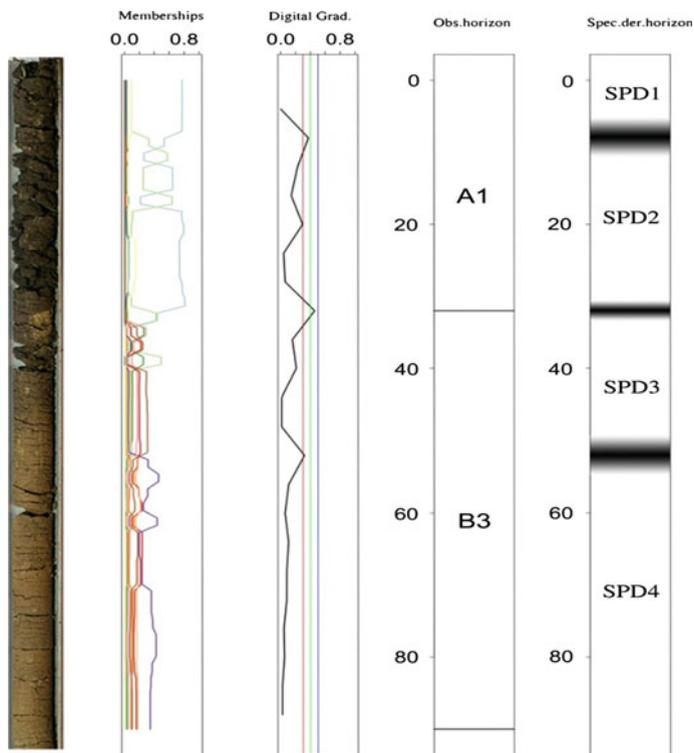 Memberships Digital Grad. Obs.horizon Spec.der.horizon
0.0 0.8 0.0 0.8
0 0
SPD1
A1
20 SPD2 20
40 40
SPD3
B3
60 60
SPD4
80 80